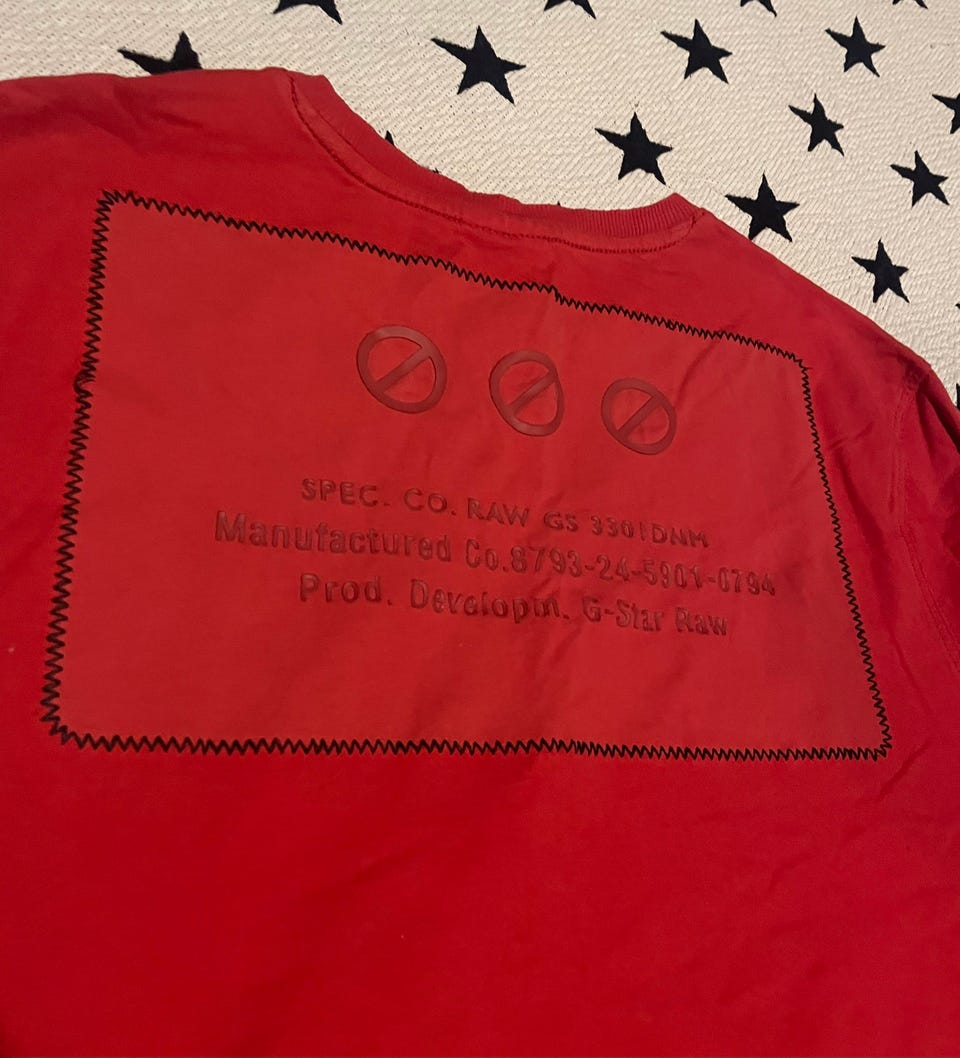 SPEC. CO. RAW GS 3301DNM
Manufactured Co.8793-24-5901-0794
Prod. Developm. G-Star Raw